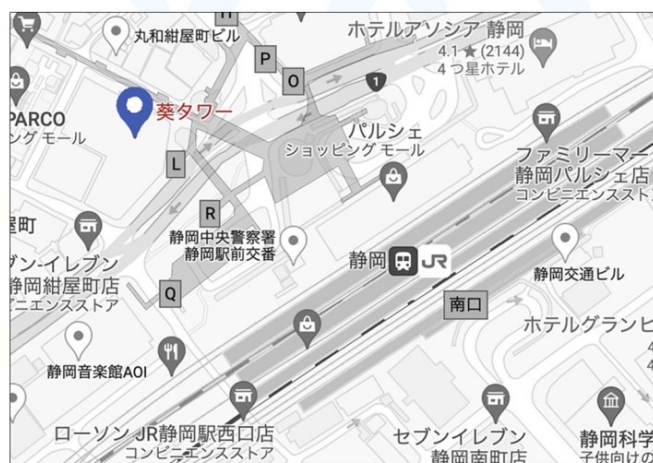 丸和紺屋町ビル
P
O
ホテルアソシア 静岡
4.1 ★ (2144)
4 つ星ホテル
1
PARCO
ング モール
葵タワー
パルシェ
ショッピング モール
ファミリーマー
静岡パルシェ店
コンビニエンススト
L
R
屋町
静岡中央警察署
静岡駅前交番
静岡
JR
静岡交通ビル
ブン-イレブン
静岡紺屋町店
ビニエンスストア
Q
南口
ホテルグランヒ
静岡音楽館AOI
ローソン JR静岡駅西口店
コンビニエンスストア
セブンイレブン
静岡南町店
静岡科学
子供向けの